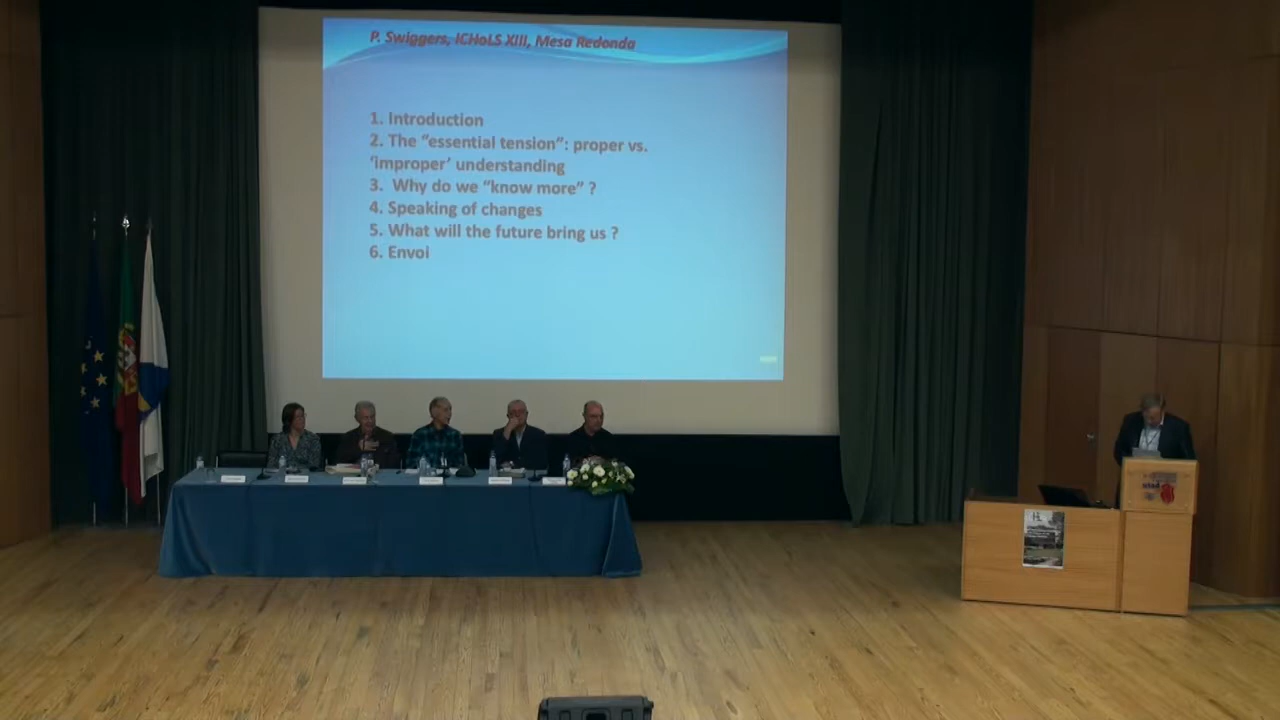 P. Swiggers, ICHoLS XIII, Mesa Redonda
1. Introduction
2. The “essential tension”: proper vs.
‘improper’ understanding
3. Why do we “know more” ?
4. Speaking of changes
5. What will the future bring us ?
6. Envoi